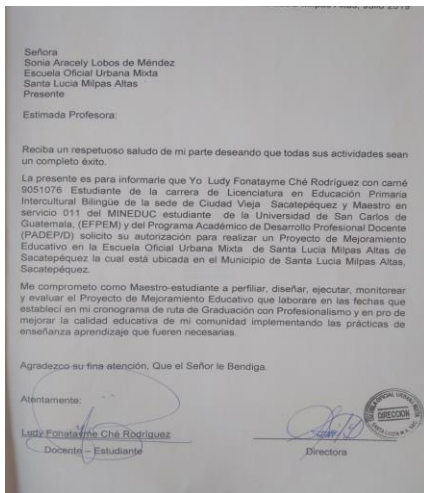 Milpas Altas, Julio 2019
Señora
Sonia Aracely Lobos de Méndez
Escuela Oficial Urbana Mixta
Santa Lucia Milpas Altas
Presente
Estimada Profesora:
Reciba un respetuoso saludo de mi parte deseando que todas sus actividades sean
un completo éxito.
La presente es para informarle que Yo Ludy Fonatayme Ché Rodríguez con carné
9051076 Estudiante de la carrera de Licenciatura en Educación Primaria
Intercultural Bilingüe de la sede de Ciudad Vieja Sacatepéquez y Maestro en
servicio 011 del MINEDUC estudiante de la Universidad de San Carlos de
Guatemala, (EFPEM) y del Programa Académico de Desarrollo Profesional Docente
(PADEP/D) solicito su autorización para realizar un Proyecto de Mejoramiento
Educativo en la Escuela Oficial Urbana Mixta de Santa Lucia Milpas Altas de
Sacatepéquez la cual está ubicada en el Municipio de Santa Lucia Milpas Altas,
Sacatepéquez.
Me comprometo como Maestro-estudiante a perfiliar, diseñar, ejecutar, monitorear
y evaluar el Proyecto de Mejoramiento Educativo que laborare en las fechas que
establecí en mi cronograma de ruta de Graduación con Profesionalismo y en pro de
mejorar la calidad educativa de mi comunidad implementando las prácticas de
enseñanza aprendizaje que fueren necesarias.
Agradezco su fina atención, Que el Señor le Bendiga.
Atentamente:
Ludy Fonatayme Ché Rodríguez
Docente – Estudiante
Directora
DIRECCION